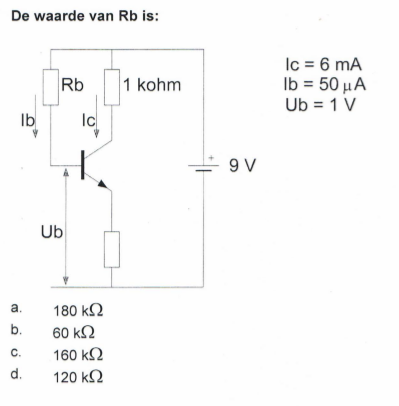 De waarde van Rb is:
Ic = 6 mA
Rb 1 kohm
Ib = 50 μA
Ub = 1 V
Ib Ic
+
9 V
Ub
a. 180 kΩ
b. 60 kΩ
c. 160 kΩ
d. 120 kΩ